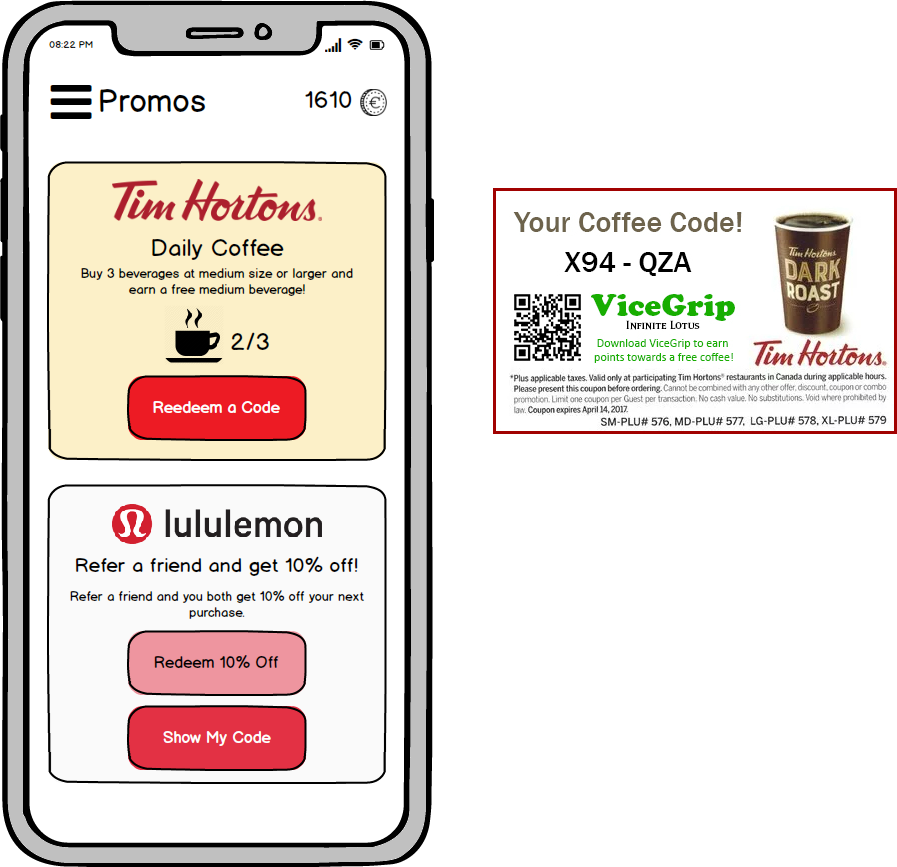 08:22 PM
Promos
1610
Tim Hortons.
Daily Coffee
Buy 3 beverages at medium size or larger and
earn a free medium beverage!
2/3
Reedeem a Code
lululemon
Refer a friend and get 10% off!
Refer a friend and you both get 10% off your next
purchase.
Redeem 10% Off
Show My Code
Your Coffee Code!
X94 - QZA
ViceGrip
INFINITE LOTUS
Download ViceGrip to earn
points towards a free coffee!
Tim Hortons
DARK
ROAST
Tim Hortons.
*Plus applicable taxes. Valid only at participating Tim Hortons® restaurants in Canada during applicable hours.
Please present this coupon before ordering. Cannot be combined with any other offer, discount, coupon or combo
promotion. Limit one coupon per Guest per transaction. No cash value. No substitutions. Void where prohibited by
law. Coupon expires April 14, 2017.
SM-PLU# 576, MD-PLU# 577, LG-PLU# 578, XL-PLU# 579